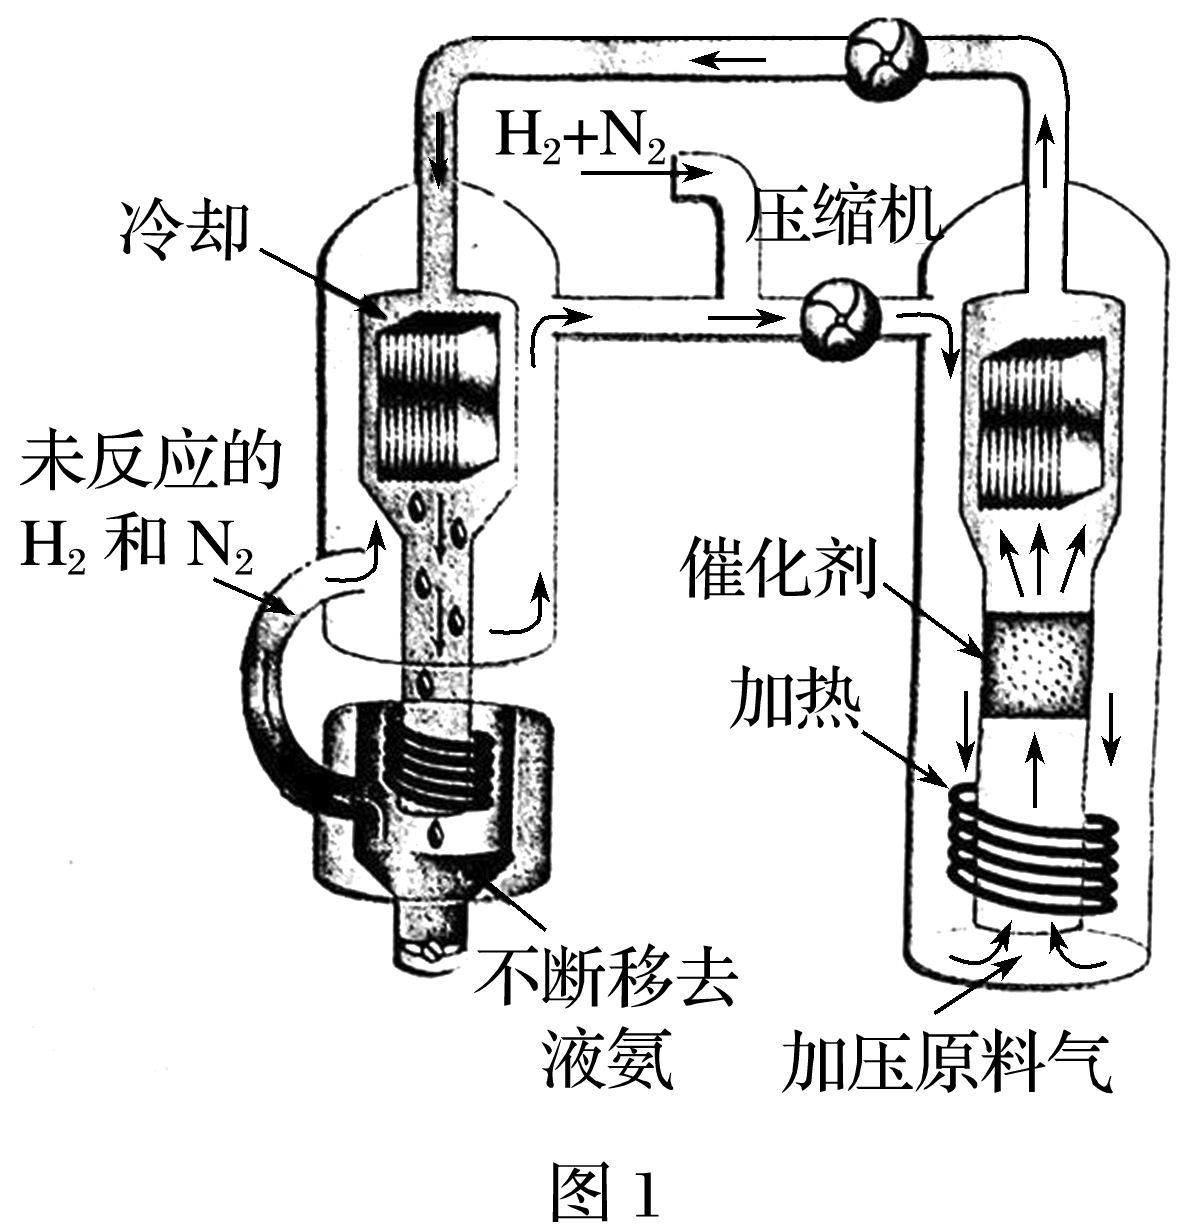 H₂+N₂
压缩机
冷却
未反应的
H₂ 和 N₂
催化剂
加热
不断移去
液氨
加压原料气
图 1